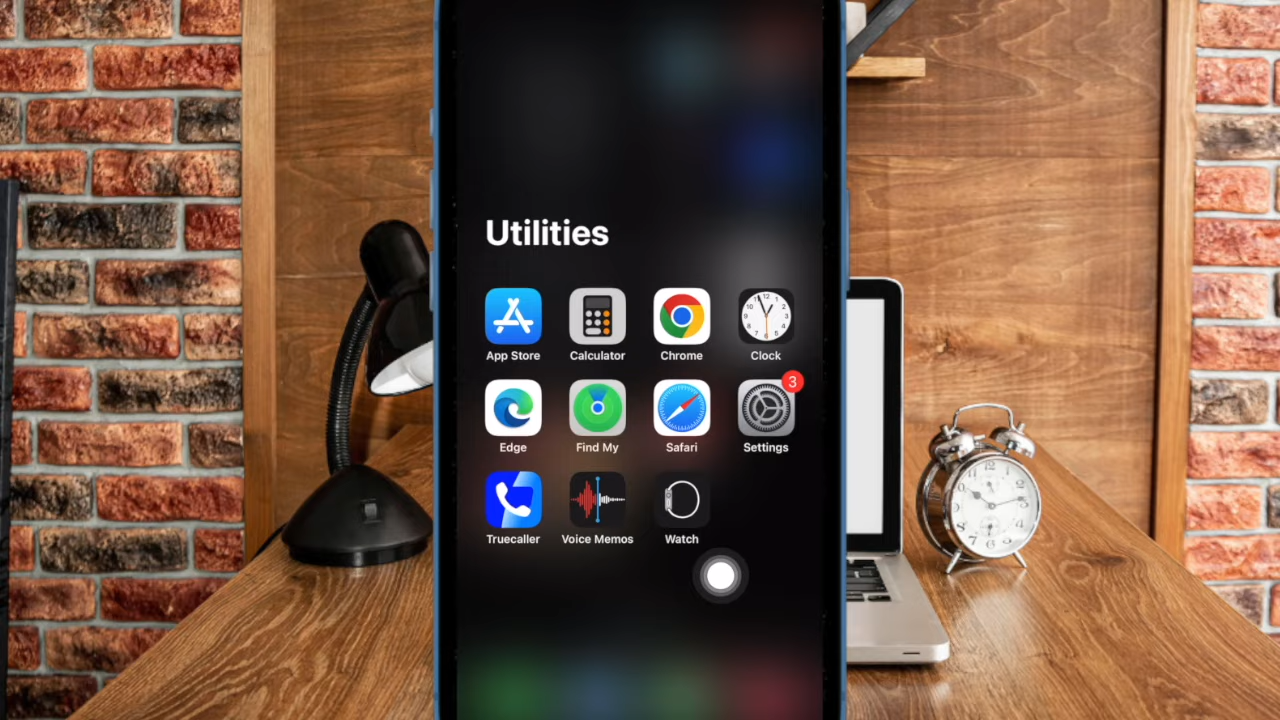 Utilities
App Store Calculator Chrome Clock
3
Edge Find My Safari Settings
Truecaller Voice Memos Watch